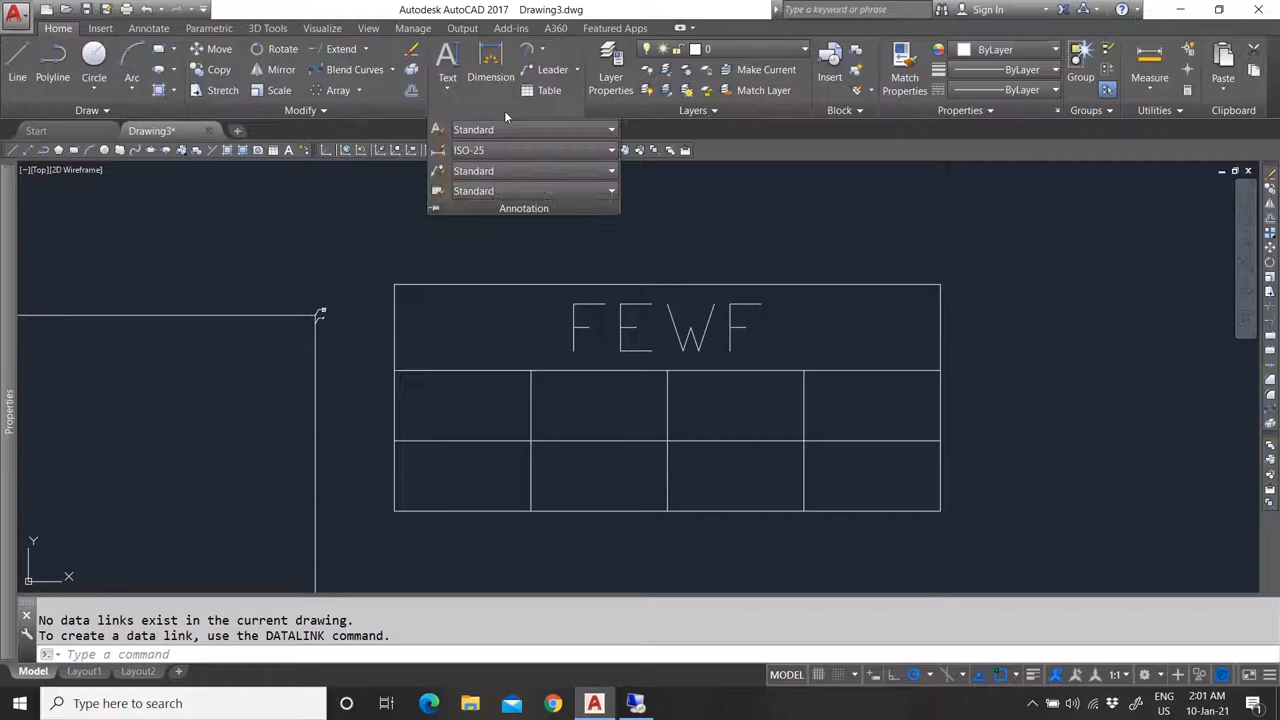 Autodesk AutoCAD 2017 Drawing3.dwg
Type a keyword or phrase
Sign In
Home Insert Annotate Parametric 3D Tools Visualize View Manage Output Add-ins A360 Featured Apps
Line Polyline Circle Arc
Move Rotate Extend
Copy Mirror Blend Curves
Stretch Scale Array
Text Dimension
Leader
Table
Layer Properties
0
Make Current
Match Layer
Insert
Match Properties
ByLayer
ByLayer
ByLayer
Group Measure Paste
Draw Modify Layers Block Properties Groups Utilities Clipboard
Start Drawing3*
Standard
ISO-25
Standard
Standard
Annotation
[−][Top][2D Wireframe]
FEWF
Properties
Y
X
No data links exist in the current drawing.
To create a data link, use the DATALINK command.
Type a command
Model Layout1 Layout2 +
MODEL 1:1
Type here to search
ENG
US
2:01 AM
10-Jan-21
1